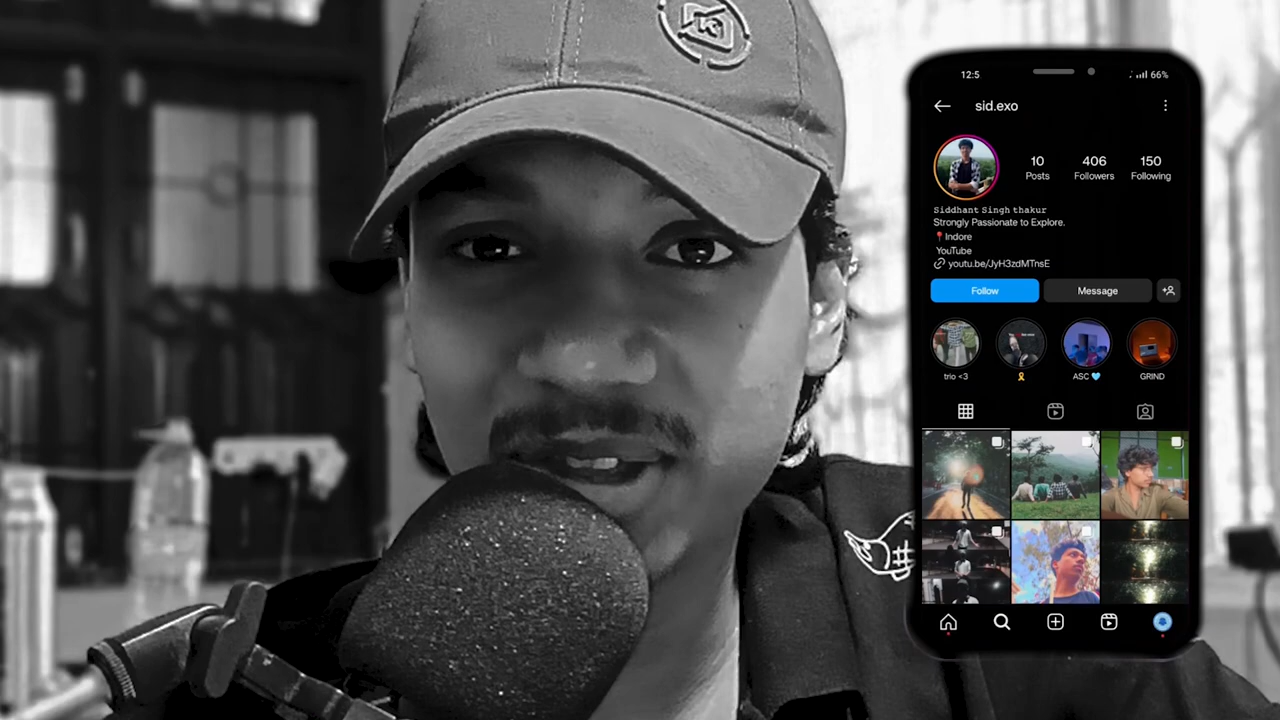 12:5
66%
sid.exo
10
406
150
Posts
Followers
Following
Siddhant Singh thakur
Strongly Passionate to Explore.
📍Indore
YouTube
youtu.be/JyH3zdMTnsE
Follow
Message
trio <3
🎗️
ASC 🩵
GRIND